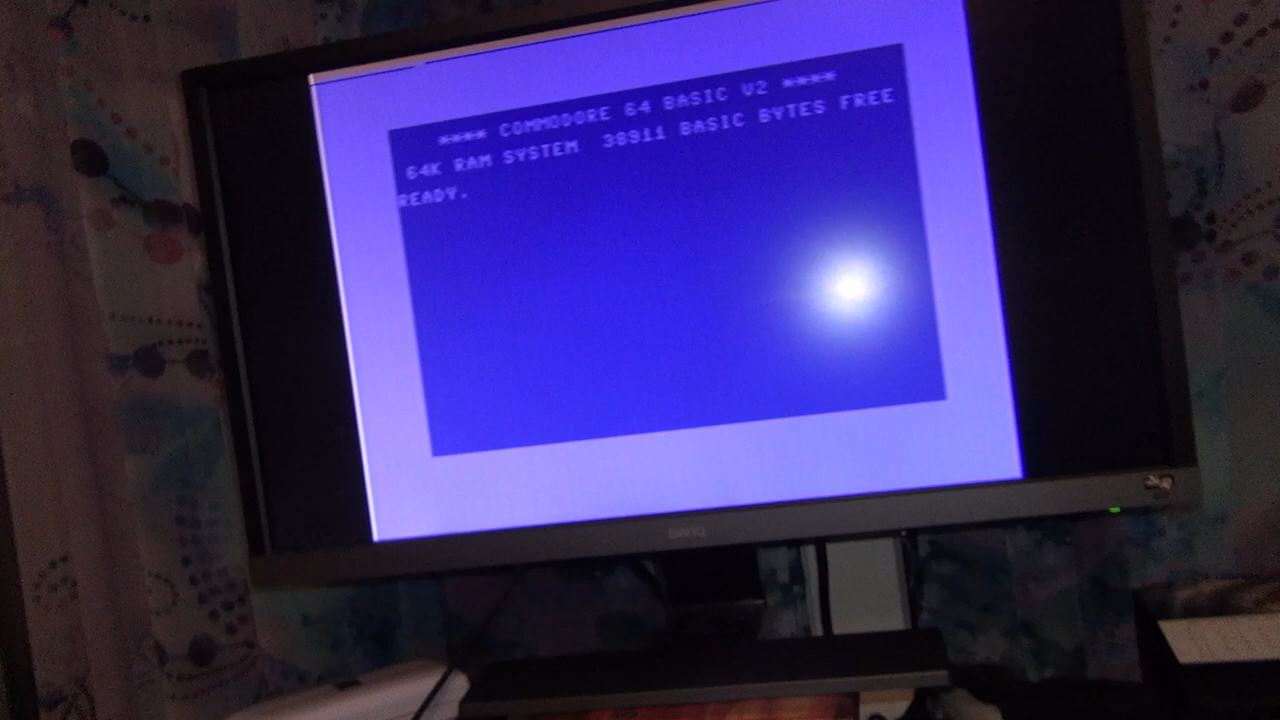 **** COMMODORE 64 BASIC V2 ****
64K RAM SYSTEM  38911 BASIC BYTES FREE
READY.
BenQ